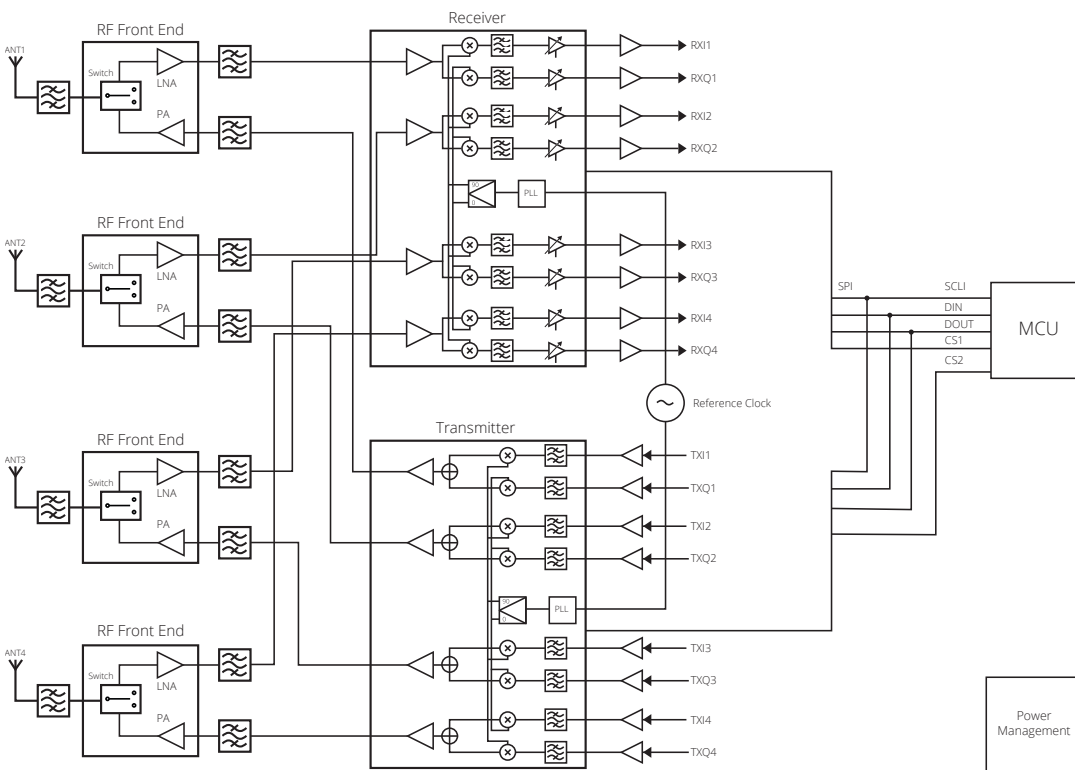 Receiver
RF Front End
ANT1
Switch
LNA
PA
RXI1
RXQ1
RXI2
RXQ2
90
0
PLL
RF Front End
ANT2
Switch
LNA
PA
RXI3
RXQ3
RXI4
RXQ4
SPI
SCLI
DIN
DOUT
CS1
CS2
MCU
Reference Clock
Transmitter
RF Front End
ANT3
Switch
LNA
PA
TXI1
TXQ1
TXI2
TXQ2
90
0
PLL
RF Front End
ANT4
Switch
LNA
PA
TXI3
TXQ3
TXI4
TXQ4
Power
Management